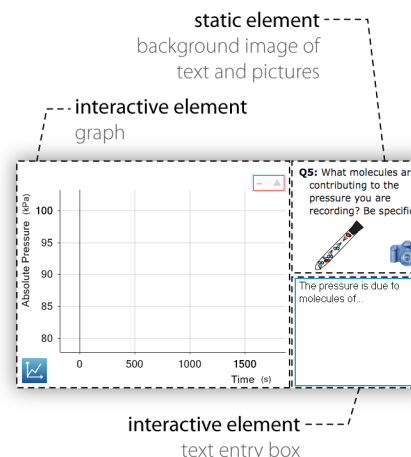 static element
background image of
text and pictures
interactive element
graph
Q5: What molecules ar
contributing to the
pressure you are
recording? Be specific
Absolute Pressure (kPa)
100
95
90
85
80
0 500 1000 1500
Time (s)
The pressure is due to
molecules of...
interactive element
text entry box